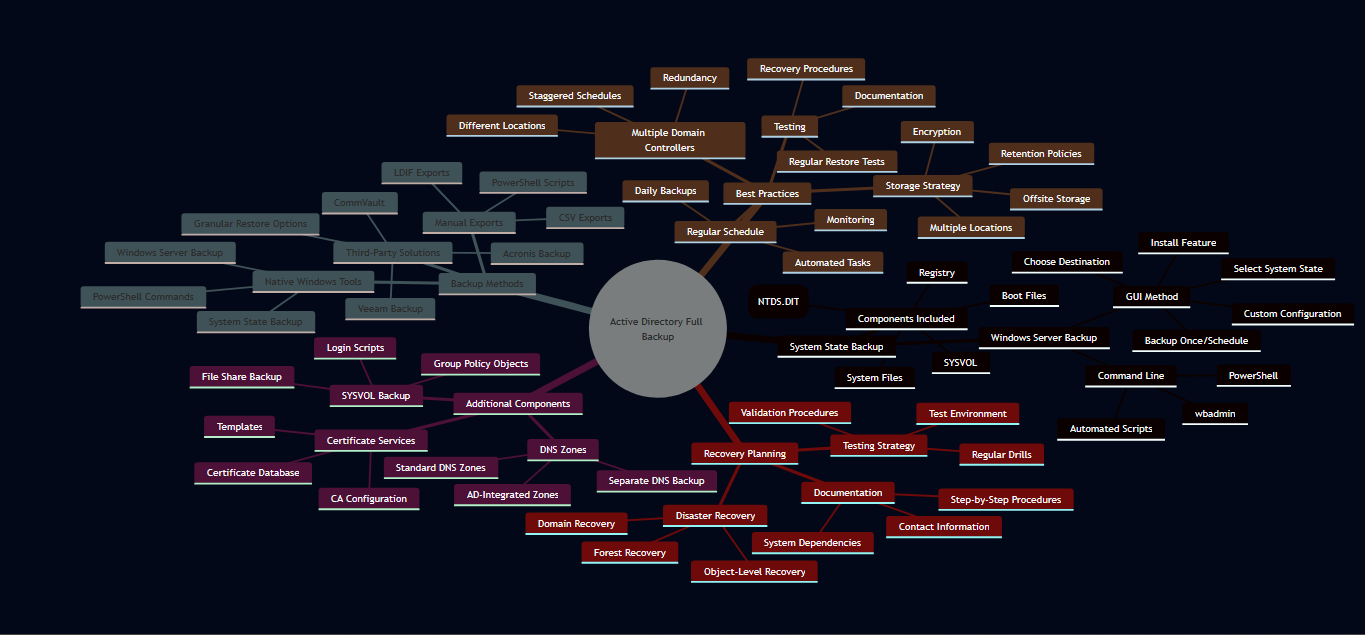 Recovery Procedures
Redundancy
Staggered Schedules
Documentation
Different Locations
Multiple Domain
Controllers
Testing
Encryption
Retention Policies
Regular Restore Tests
LDIF Exports
PowerShell Scripts
Daily Backups
Best Practices
Storage Strategy
Offsite Storage
CommVault
Granular Restore Options
Manual Exports
CSV Exports
Regular Schedule
Monitoring
Multiple Locations
Install Feature
Windows Server Backup
Third-Party Solutions
Acronis Backup
Automated Tasks
Choose Destination
Select System State
Registry
Native Windows Tools
Backup Methods
PowerShell Commands
NTDS.DIT
Boot Files
GUI Method
Veeam Backup
System State Backup
Active Directory Full
Backup
Components Included
Custom Configuration
Login Scripts
System State Backup
Windows Server Backup
Backup Once/Schedule
Group Policy Objects
SYSVOL
File Share Backup
System Files
Command Line
PowerShell
SYSVOL Backup
Additional Components
Validation Procedures
Test Environment
wbadmin
Automated Scripts
Templates
Certificate Services
DNS Zones
Recovery Planning
Testing Strategy
Regular Drills
Certificate Database
Standard DNS Zones
Separate DNS Backup
CA Configuration
AD-Integrated Zones
Documentation
Step-by-Step Procedures
Domain Recovery
Disaster Recovery
Contact Information
Forest Recovery
System Dependencies
Object-Level Recovery